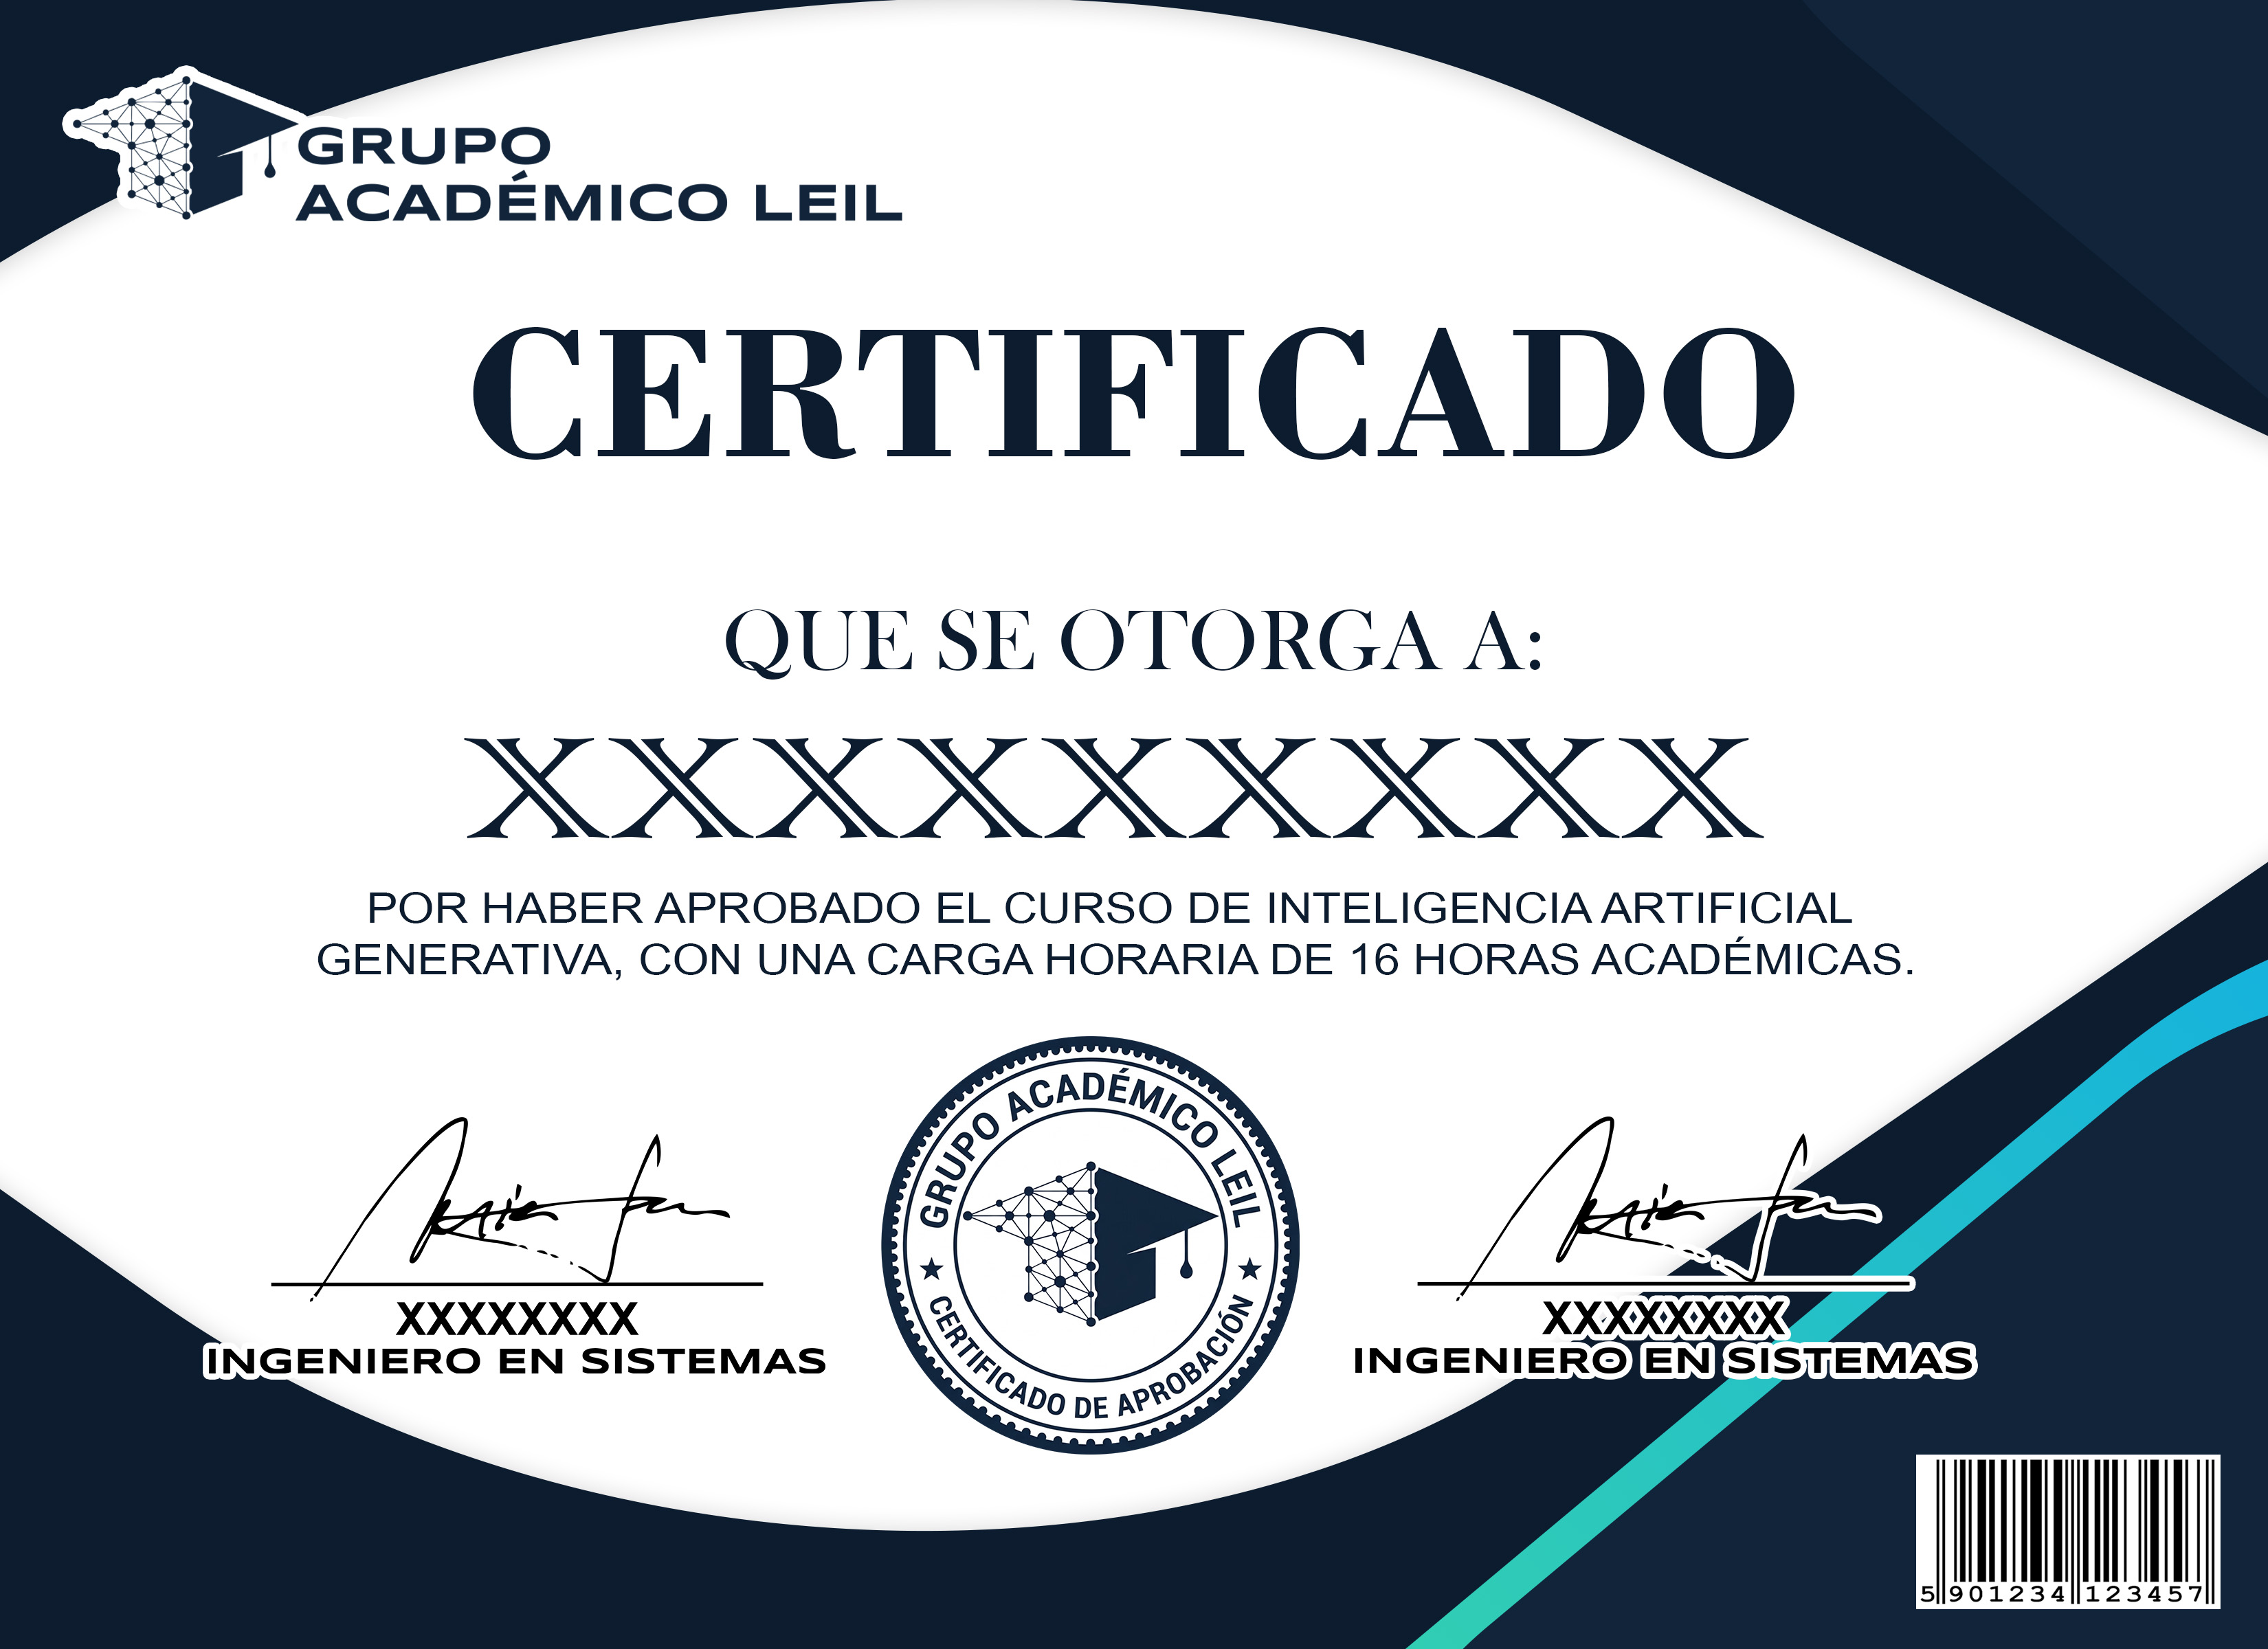 GRUPO
ACADÉMICO LEIL
CERTIFICADO
QUE SE OTORGA A:
XXXXXXXXX
POR HABER APROBADO EL CURSO DE INTELIGENCIA ARTIFICIAL
GENERATIVA, CON UNA CARGA HORARIA DE 16 HORAS ACADÉMICAS.
GRUPO ACADÉMICO LEIL
CERTIFICADO DE APROBACIÓN
XXXXXXXX
INGENIERO EN SISTEMAS
XXXXXXXX
INGENIERO EN SISTEMAS
5 901234 123457